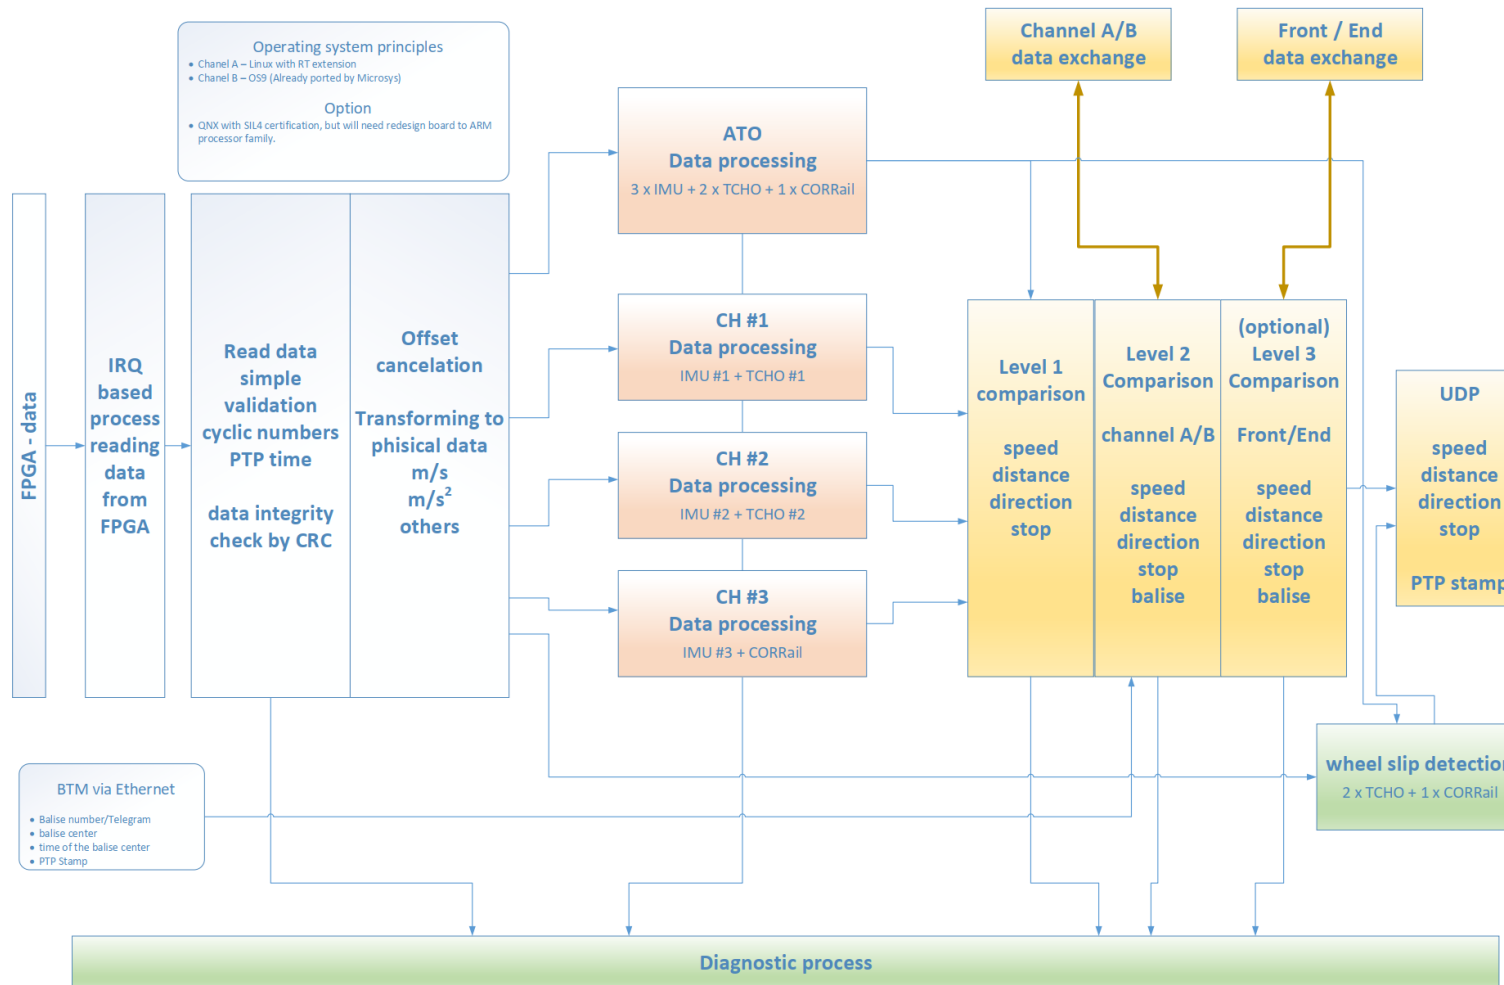 Operating system principles
• Chanel A – Linux with RT extension
• Chanel B – OS9 (Already ported by Microsys)
Option
• QNX with SIL4 certification, but will need redesign board to ARM
processor family.
Channel A/B
data exchange
Front / End
data exchange
ATO
Data processing
3 x IMU + 2 x TCHO + 1 x CORRail
FPGA - data
IRQ
based
process
reading
data
from
FPGA
Read data
simple
validation
cyclic numbers
PTP time
data integrity
check by CRC
Offset
cancelation
Transforming to
phisical data
m/s
m/s²
others
CH #1
Data processing
IMU #1 + TCHO #1
CH #2
Data processing
IMU #2 + TCHO #2
CH #3
Data processing
IMU #3 + CORRail
Level 1
comparison
speed
distance
direction
stop
Level 2
Comparison
channel A/B
speed
distance
direction
stop
balise
(optional)
Level 3
Comparison
Front/End
speed
distance
direction
stop
balise
UDP
speed
distance
direction
stop
PTP stamp
wheel slip detection
2 x TCHO + 1 x CORRail
BTM via Ethernet
• Balise number/Telegram
• balise center
• time of the balise center
• PTP Stamp
Diagnostic process